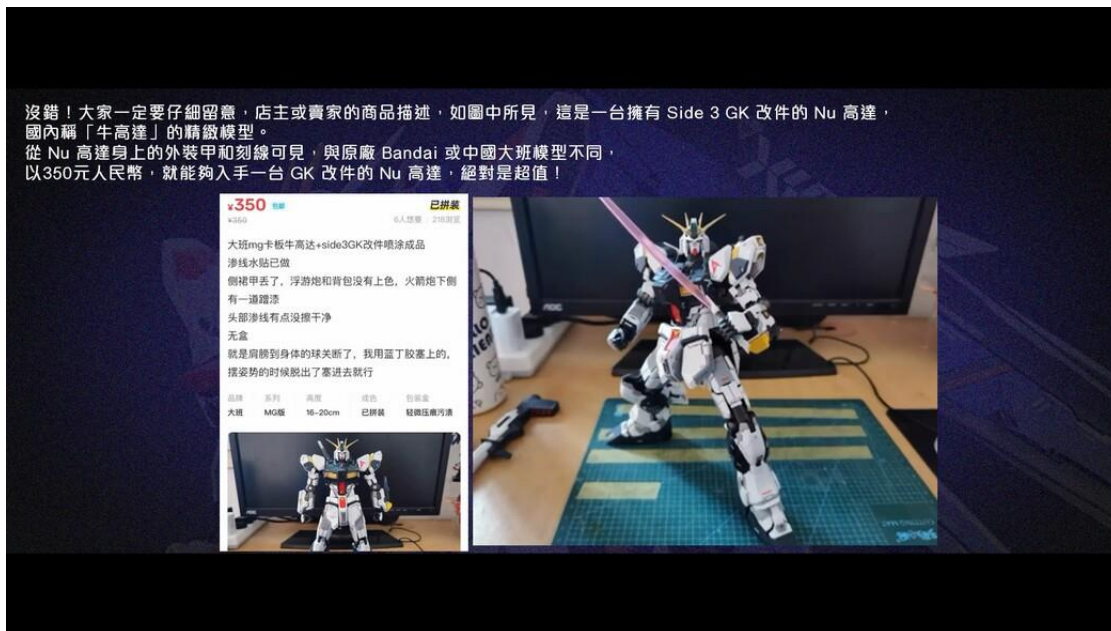 沒錯！大家一定要仔細留意，店主或賣家的商品描述，如圖中所見，這是一台擁有 Side 3 GK 改件的 Nu 高達，
國內稱「牛高達」的精緻模型。
從 Nu 高達身上的外裝甲和刻線可見，與原廠 Bandai 或中國大班模型不同，
以350元人民幣，就能夠入手一台 GK 改件的 Nu 高達，絕對是超值！
¥350 包邮 已拼装
¥350 6人想要 218浏览
大班mg卡板牛高达+side3GK改件喷涂成品
渗线水贴已做
侧裙甲丢了，浮游炮和背包没有上色，火箭炮下侧
有一道蹭漆
头部渗线有点没擦干净
无盒
就是肩膀到身体的球关断了，我用蓝丁胶塞上的，
摆姿势的时候脱出了塞进去就行
品牌 系列 高度 成色 包装盒
大班 MG版 16-20cm 已拼装 轻微压痕污渍
AOC